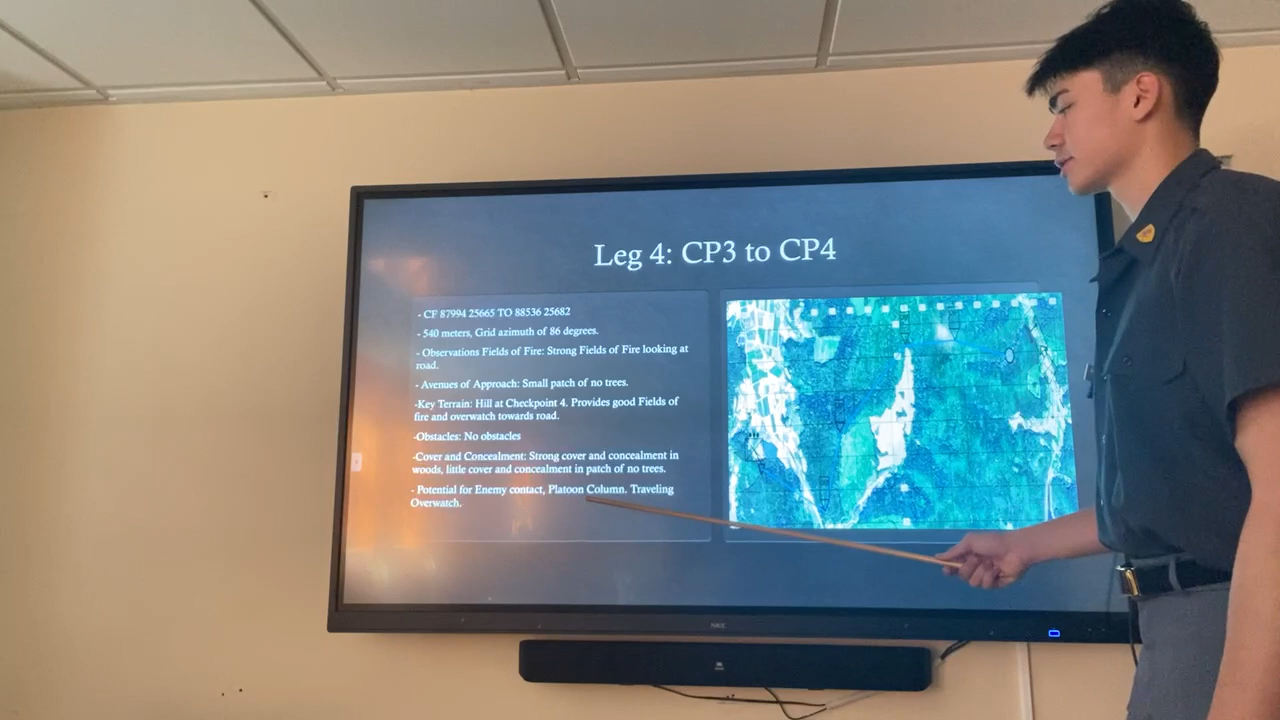 Leg 4: CP3 to CP4
- CF 87994 25665 TO 88536 25682
- 540 meters, Grid azimuth of 86 degrees.
- Observations Fields of Fire: Strong Fields of Fire looking at
road.
- Avenues of Approach: Small patch of no trees.
-Key Terrain: Hill at Checkpoint 4. Provides good Fields of
fire and overwatch towards road.
-Obstacles: No obstacles
-Cover and Concealment: Strong cover and concealment in
woods, little cover and concealment in patch of no trees.
- Potential for Enemy contact, Platoon Column. Traveling
Overwatch.
NEC
JBL